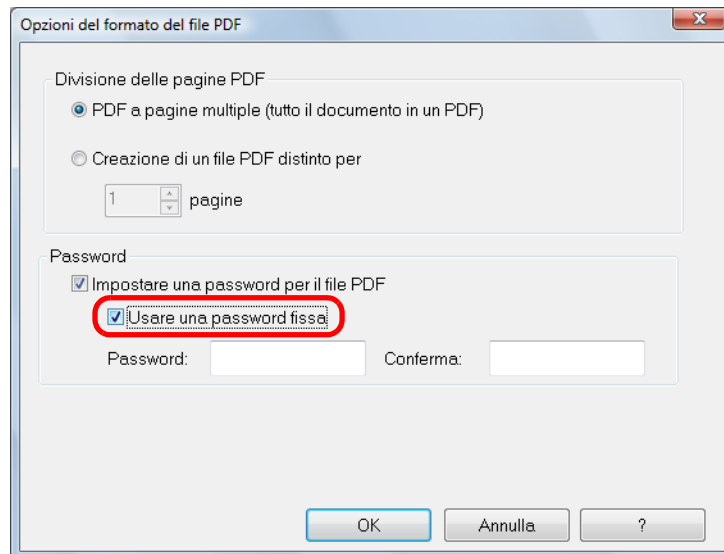 Opzioni del formato del file PDF
Divisione delle pagine PDF
PDF a pagine multiple (tutto il documento in un PDF)
Creazione di un file PDF distinto per
1 pagine
Password
Impostare una password per il file PDF
Usare una password fissa
Password: Conferma:
OK Annulla ?